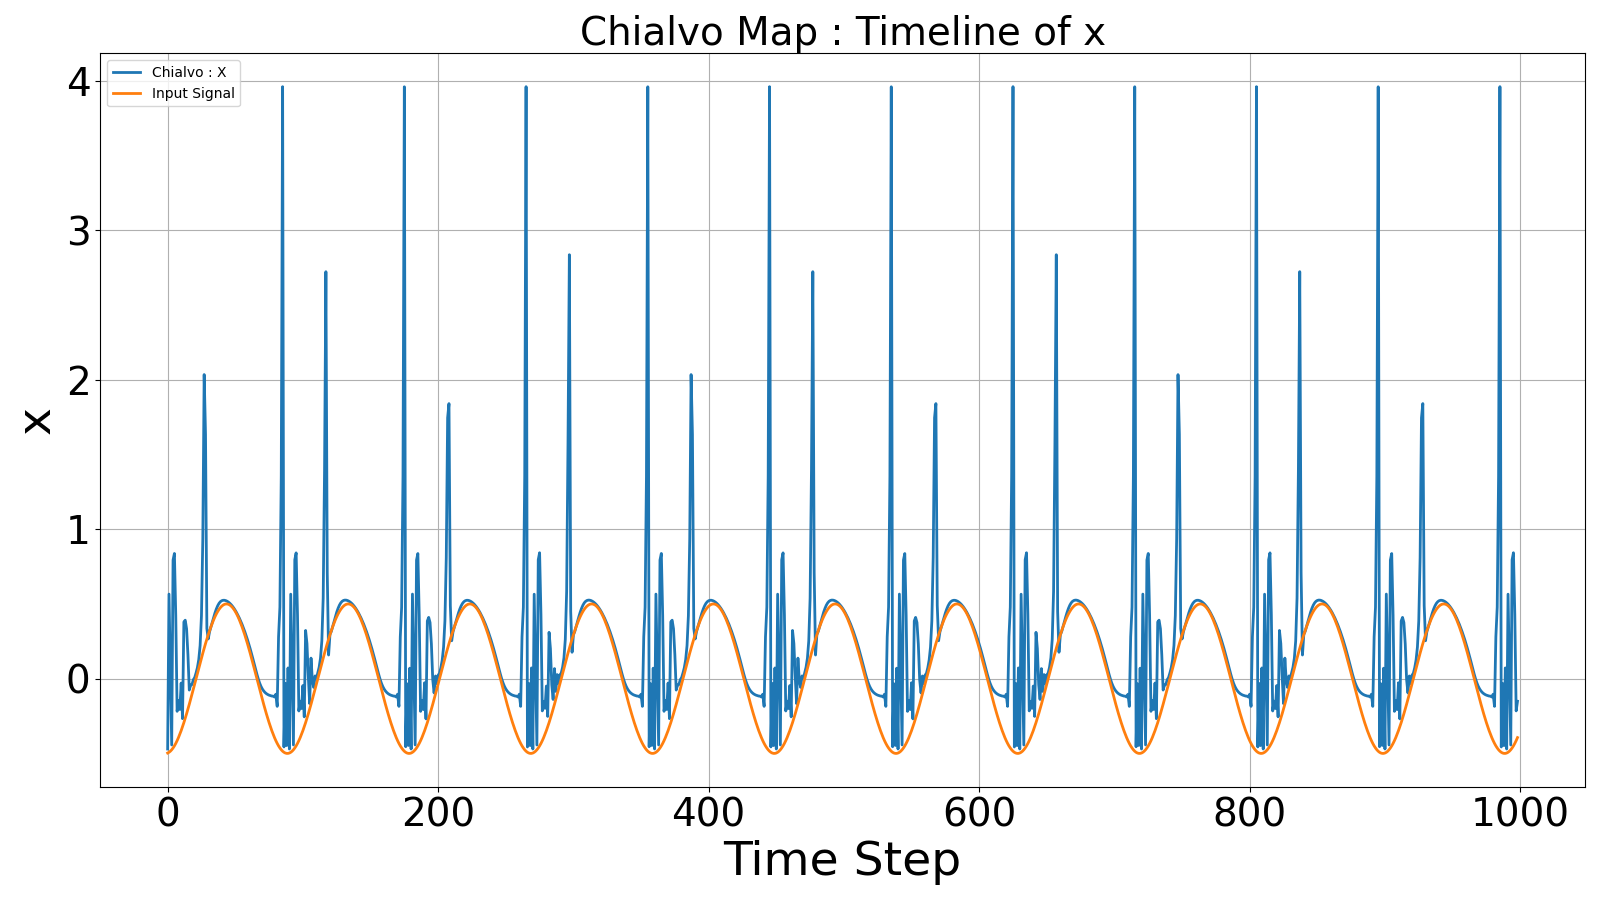 Chialvo Map : Timeline of x
Chialvo : X
Input Signal
4
3
2
1
0
x
0 200 400 600 800 1000
Time Step